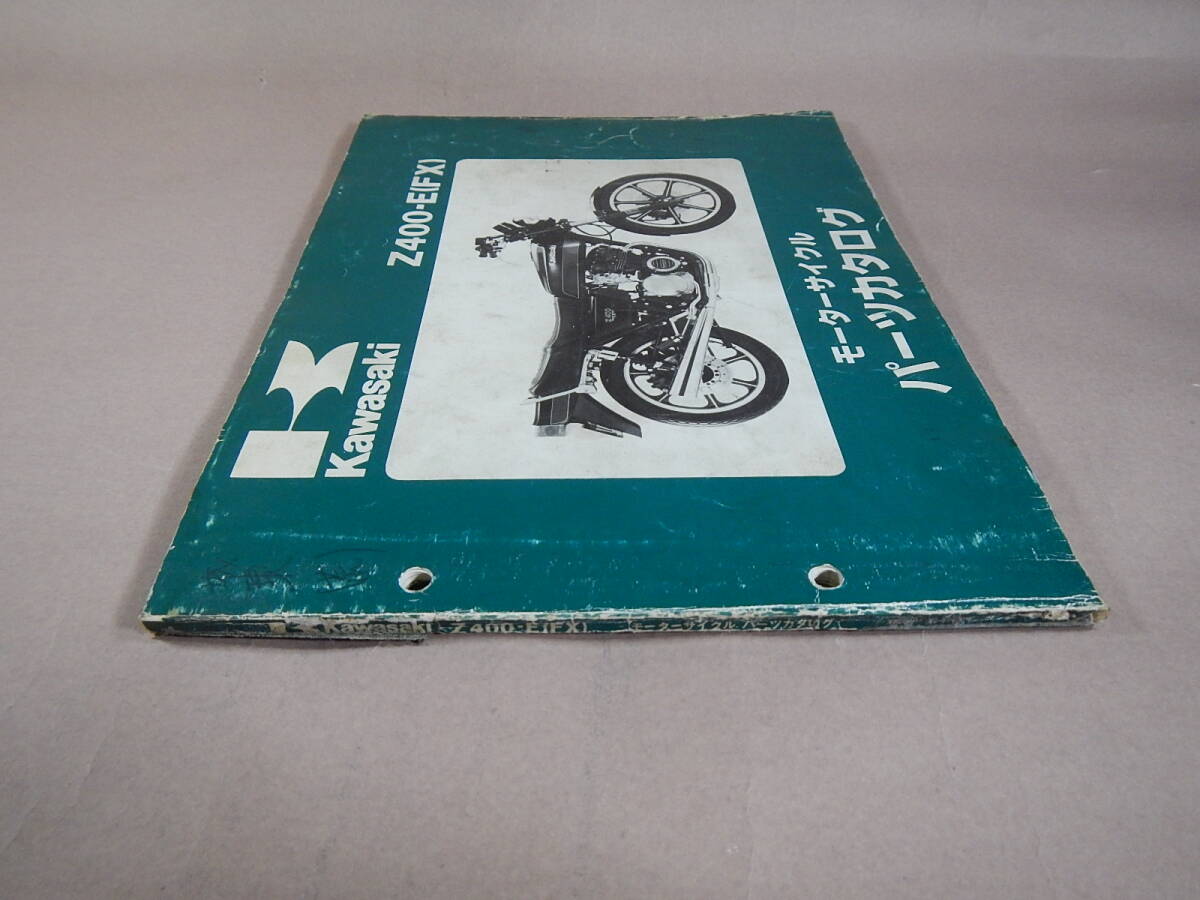 Kawasaki
Z400-E(FX)
モーターサイクル
パーツカタログ
Kawasaki Z400-E(FX) モーターサイクル パーツカタログ